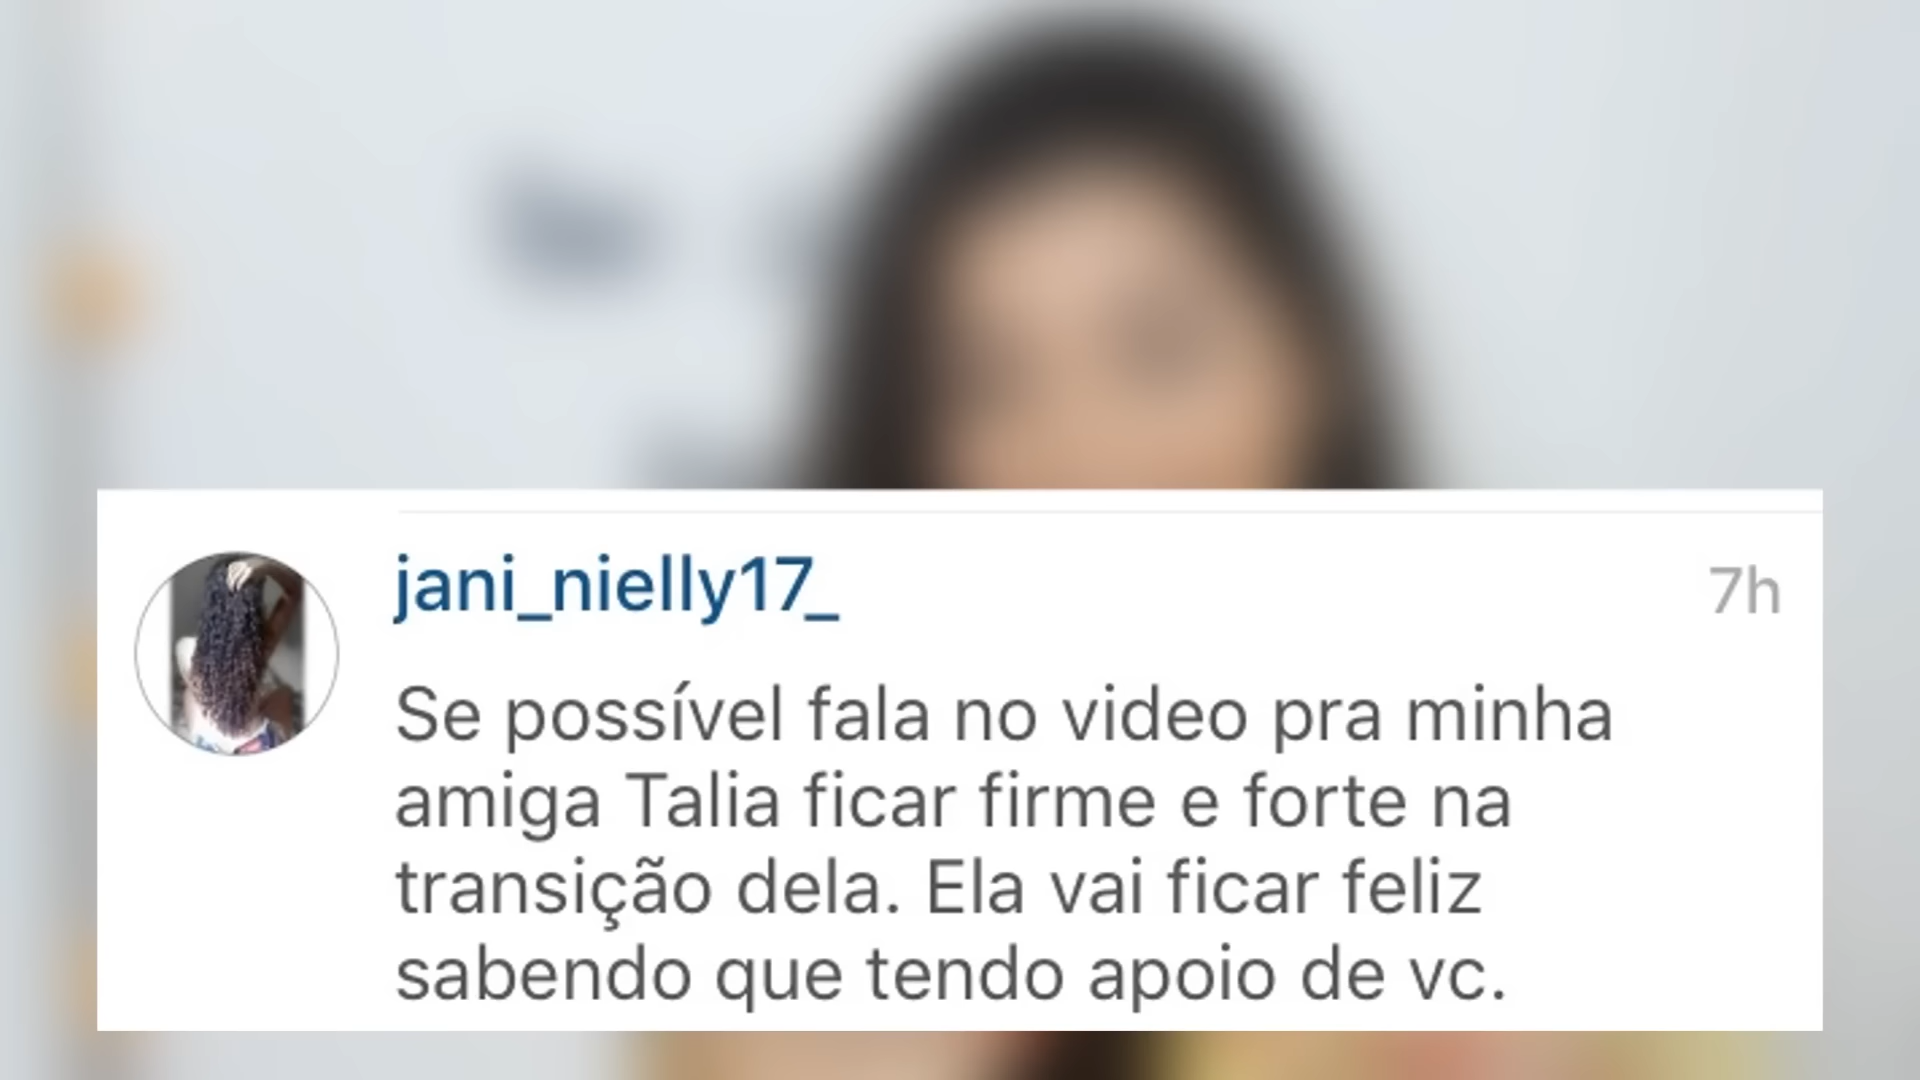 jani_nielly17_
7h
Se possível fala no video pra minha
amiga Talia ficar firme e forte na
transição dela. Ela vai ficar feliz
sabendo que tendo apoio de vc.